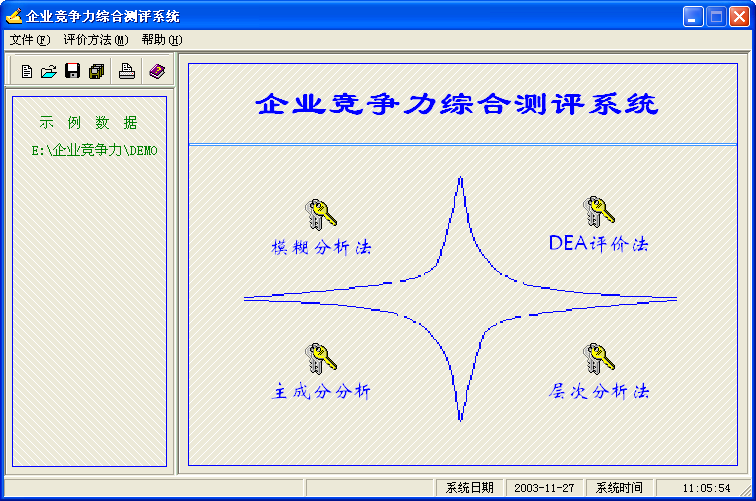 企业竞争力综合测评系统
文件(F) 评价方法(M) 帮助(H)
示 例 数 据
E:\企业竞争力\DEMO
企业竞争力综合测评系统
模糊分析法
DEA评价法
主成分分析
层次分析法
系统日期 2003-11-27 系统时间 11:05:54